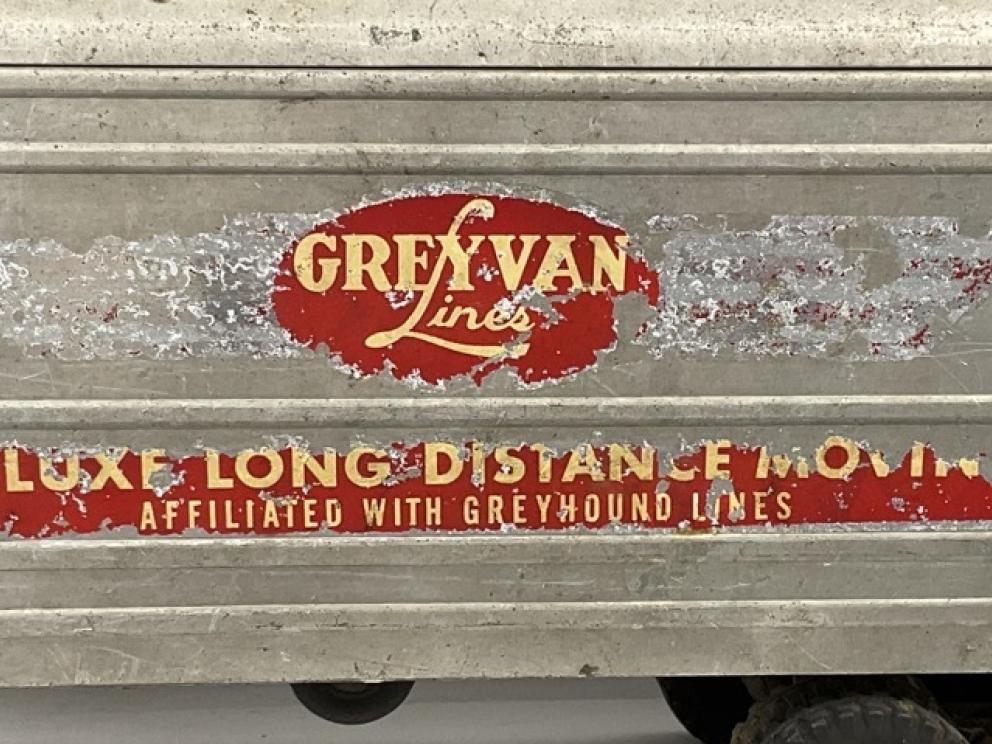 GREYVAN
Lines
LUXE LONG DISTANCE MOVIN
AFFILIATED WITH GREYHOUND LINES